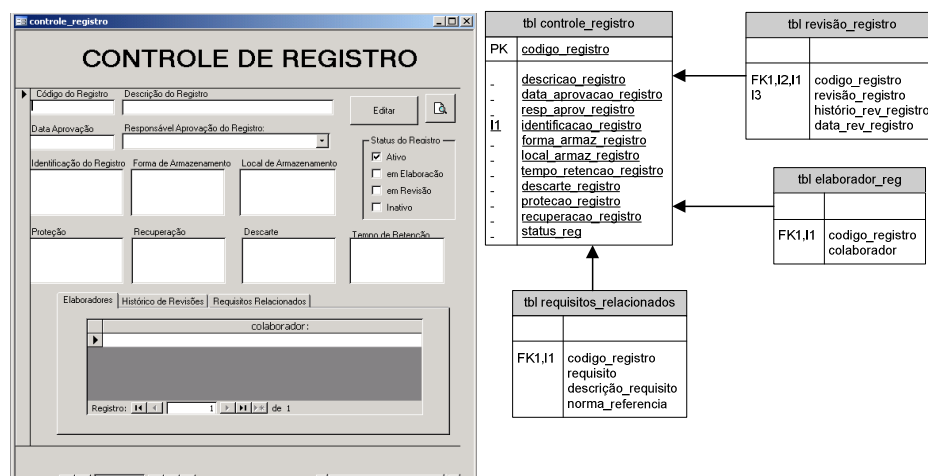 controle_registro
CONTROLE DE REGISTRO
Código do Registro Descrição do Registro
Editar
Data Aprovação Responsável Aprovação do Registro:
Status do Registro
Ativo
em Elaboração
em Revisão
Inativo
Identificação do Registro Forma de Armazenamento Local de Armazenamento
Proteção Recuperação Descarte Tempo de Retenção
Elaboradores Histórico de Revisões Requisitos Relacionados
colaborador:
Registro: 1 de 1
tbl controle_registro
PK codigo_registro
descricao_registro
data_aprovacao_registro
resp_aprov_registro
I1 identificacao_registro
forma_armaz_registro
local_armaz_registro
tempo_retencao_registro
descarte_registro
protecao_registro
recuperacao_registro
status_reg
tbl revisão_registro
FK1,I2,I1 codigo_registro
I3 revisão_registro
histório_rev_registro
data_rev_registro
tbl elaborador_reg
FK1,I1 codigo_registro
colaborador
tbl requisitos_relacionados
FK1,I1 codigo_registro
requisito
descrição_requisito
norma_referencia